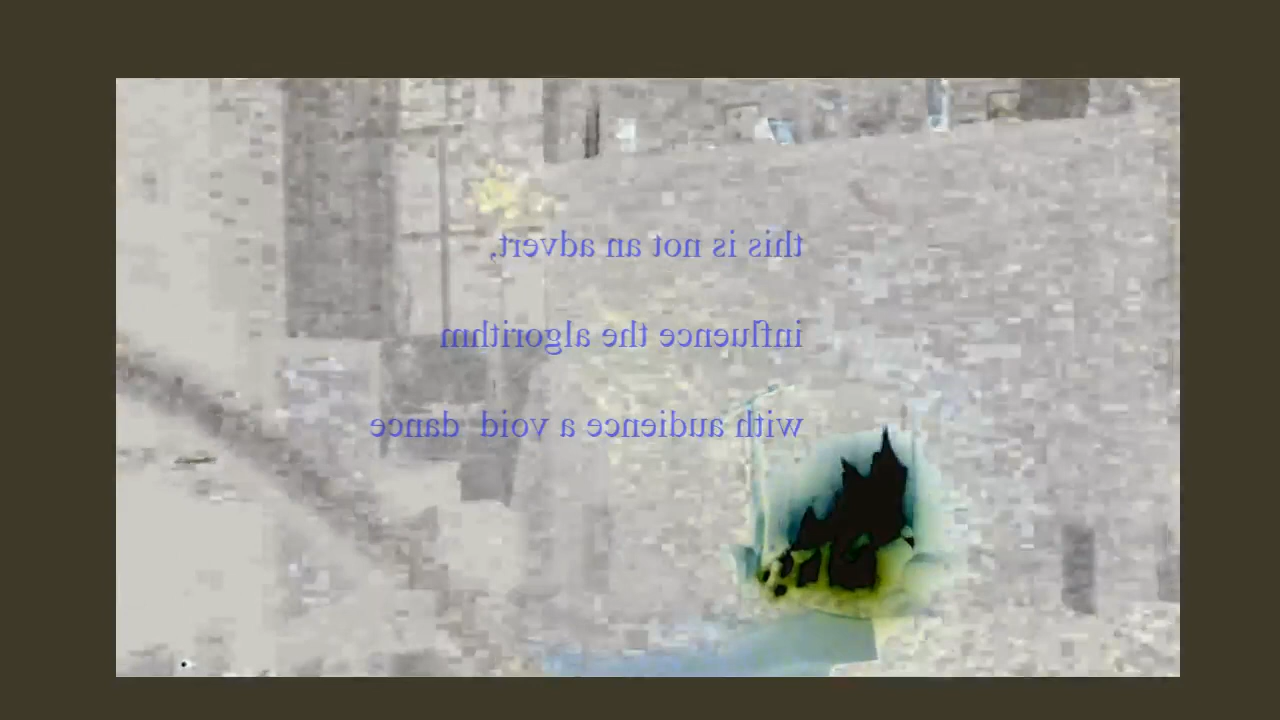 this is not an advert,
influence the algorithm
with audience a void dance